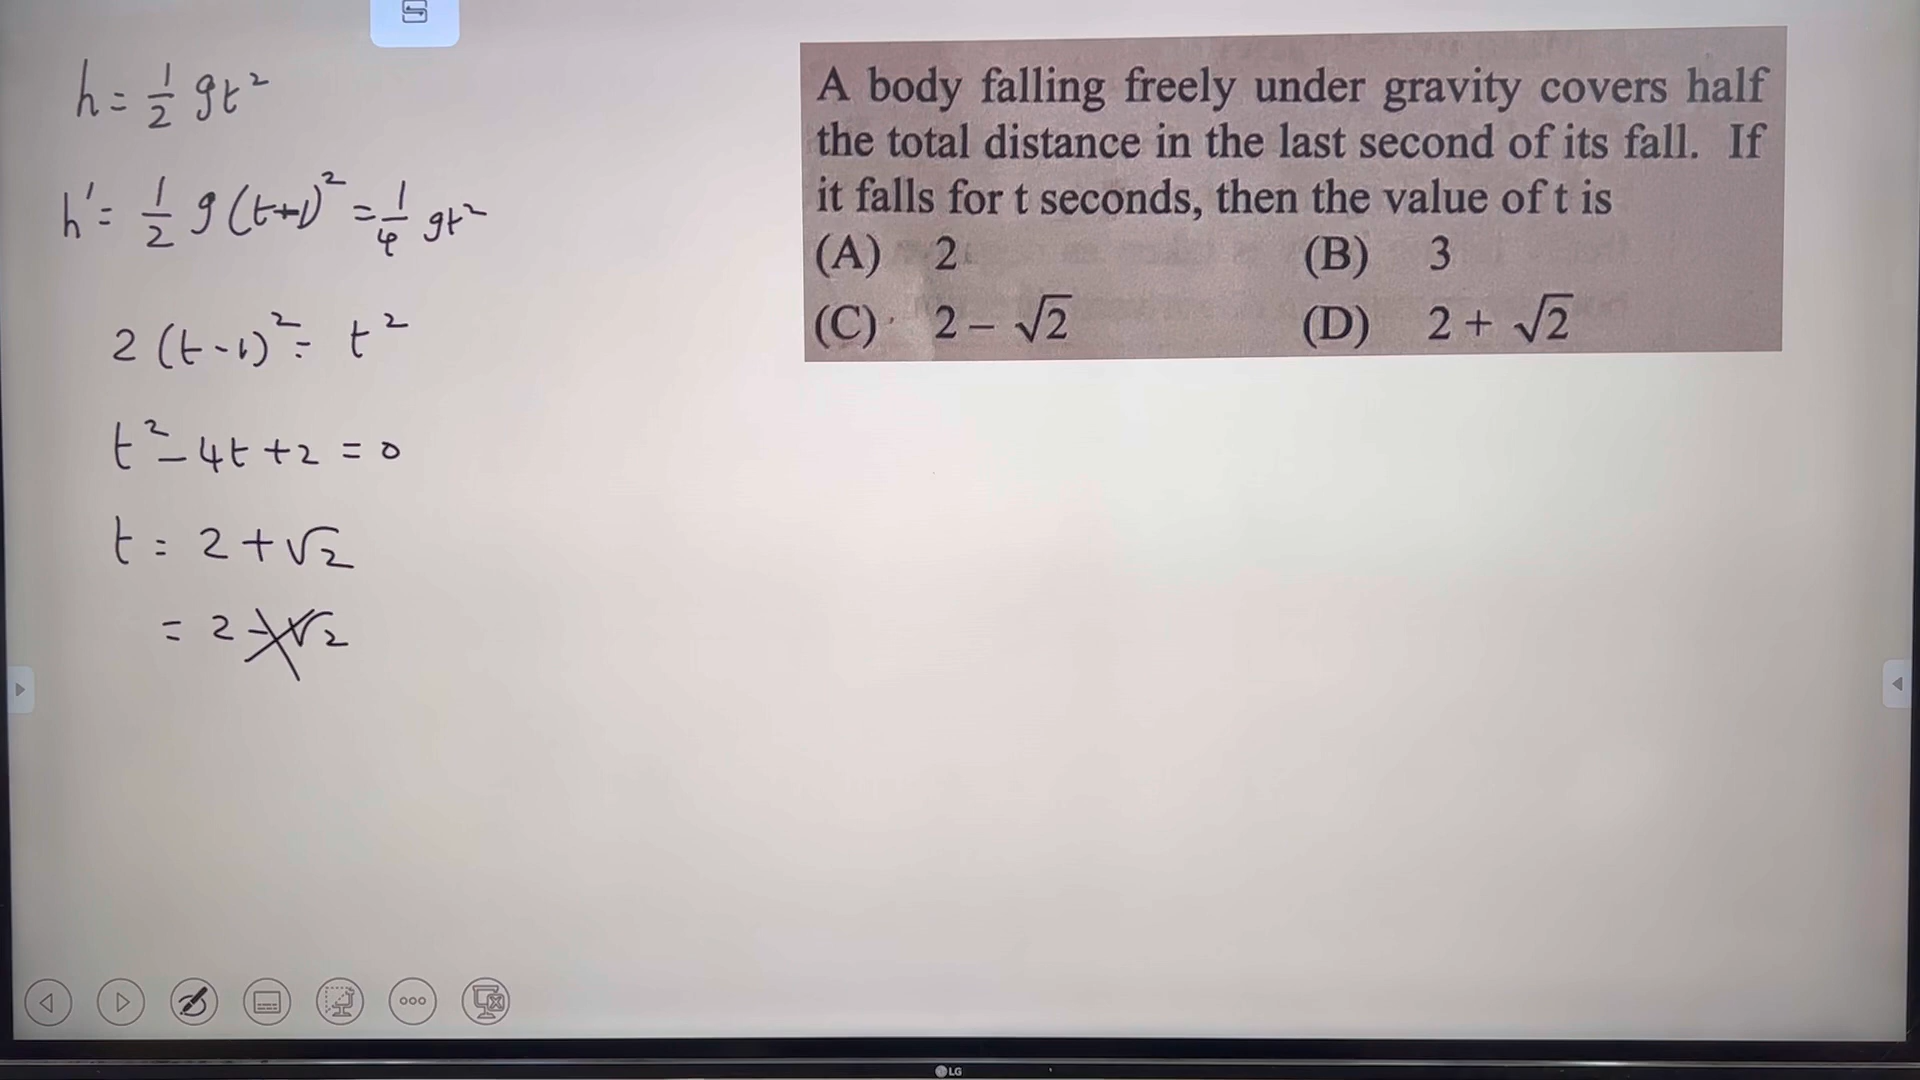 h = 1/2 gt²
h' = 1/2 g (t+1)² = 1/4 gt²
2 (t-1)² = t²
t² - 4t + 2 = 0
t = 2 + √2
= 2 - √2
A body falling freely under gravity covers half
the total distance in the last second of its fall. If
it falls for t seconds, then the value of t is
(A) 2 (B) 3
(C) 2 – √2 (D) 2 + √2
LG